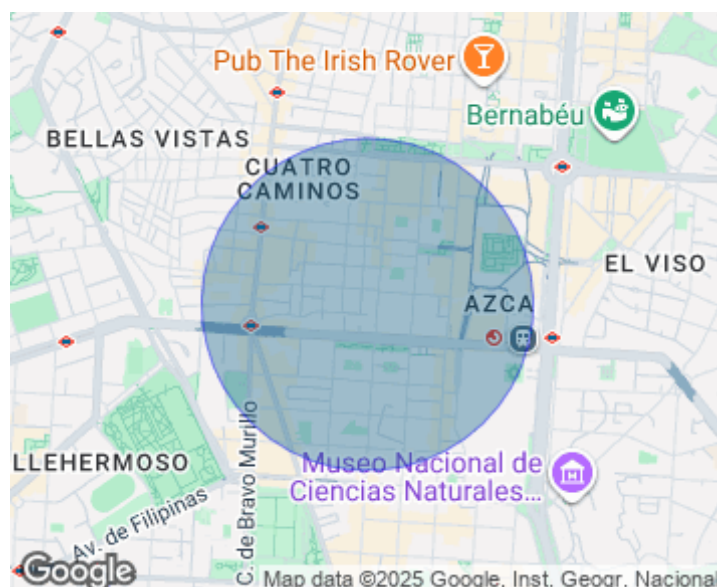 Pub The Irish Rover
Bernabéu
BELLAS VISTAS
CUATRO
CAMINOS
EL VISO
AZCA
LLEHERMOSO
Museo Nacional de
Ciencias Naturales...
C. de Bravo Murillo
Av. de Filipinas
Google
Map data ©2025 Google, Inst. Geogr. Nacional